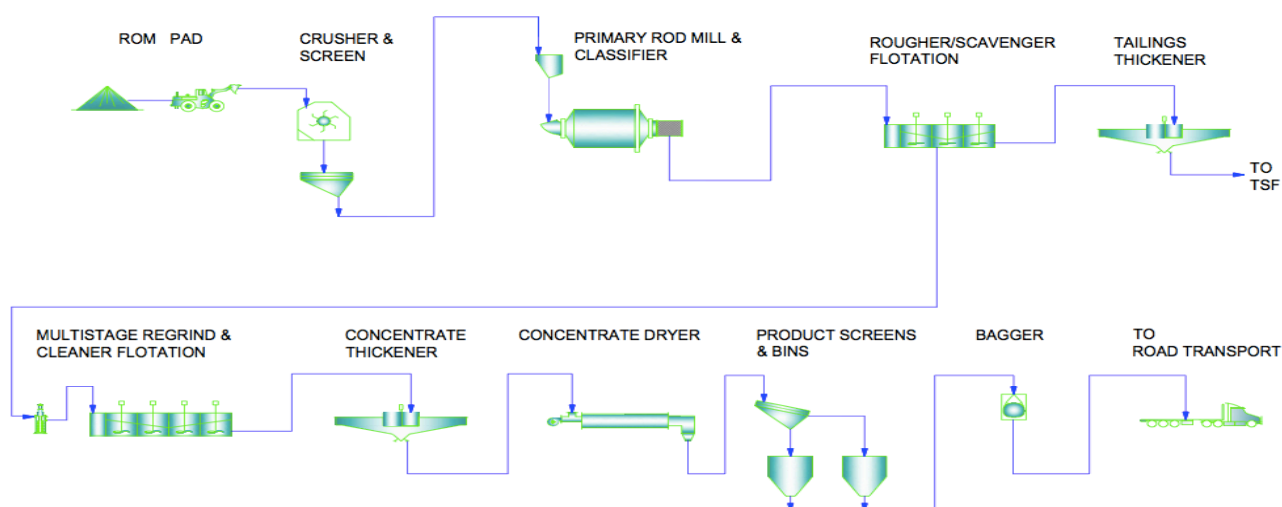 ROM PAD
CRUSHER &
SCREEN
PRIMARY ROD MILL &
CLASSIFIER
ROUGHER/SCAVENGER
FLOTATION
TAILINGS
THICKENER
TO
TSF
MULTISTAGE REGRIND &
CLEANER FLOTATION
CONCENTRATE
THICKENER
CONCENTRATE DRYER
PRODUCT SCREENS
& BINS
BAGGER
TO
ROAD TRANSPORT